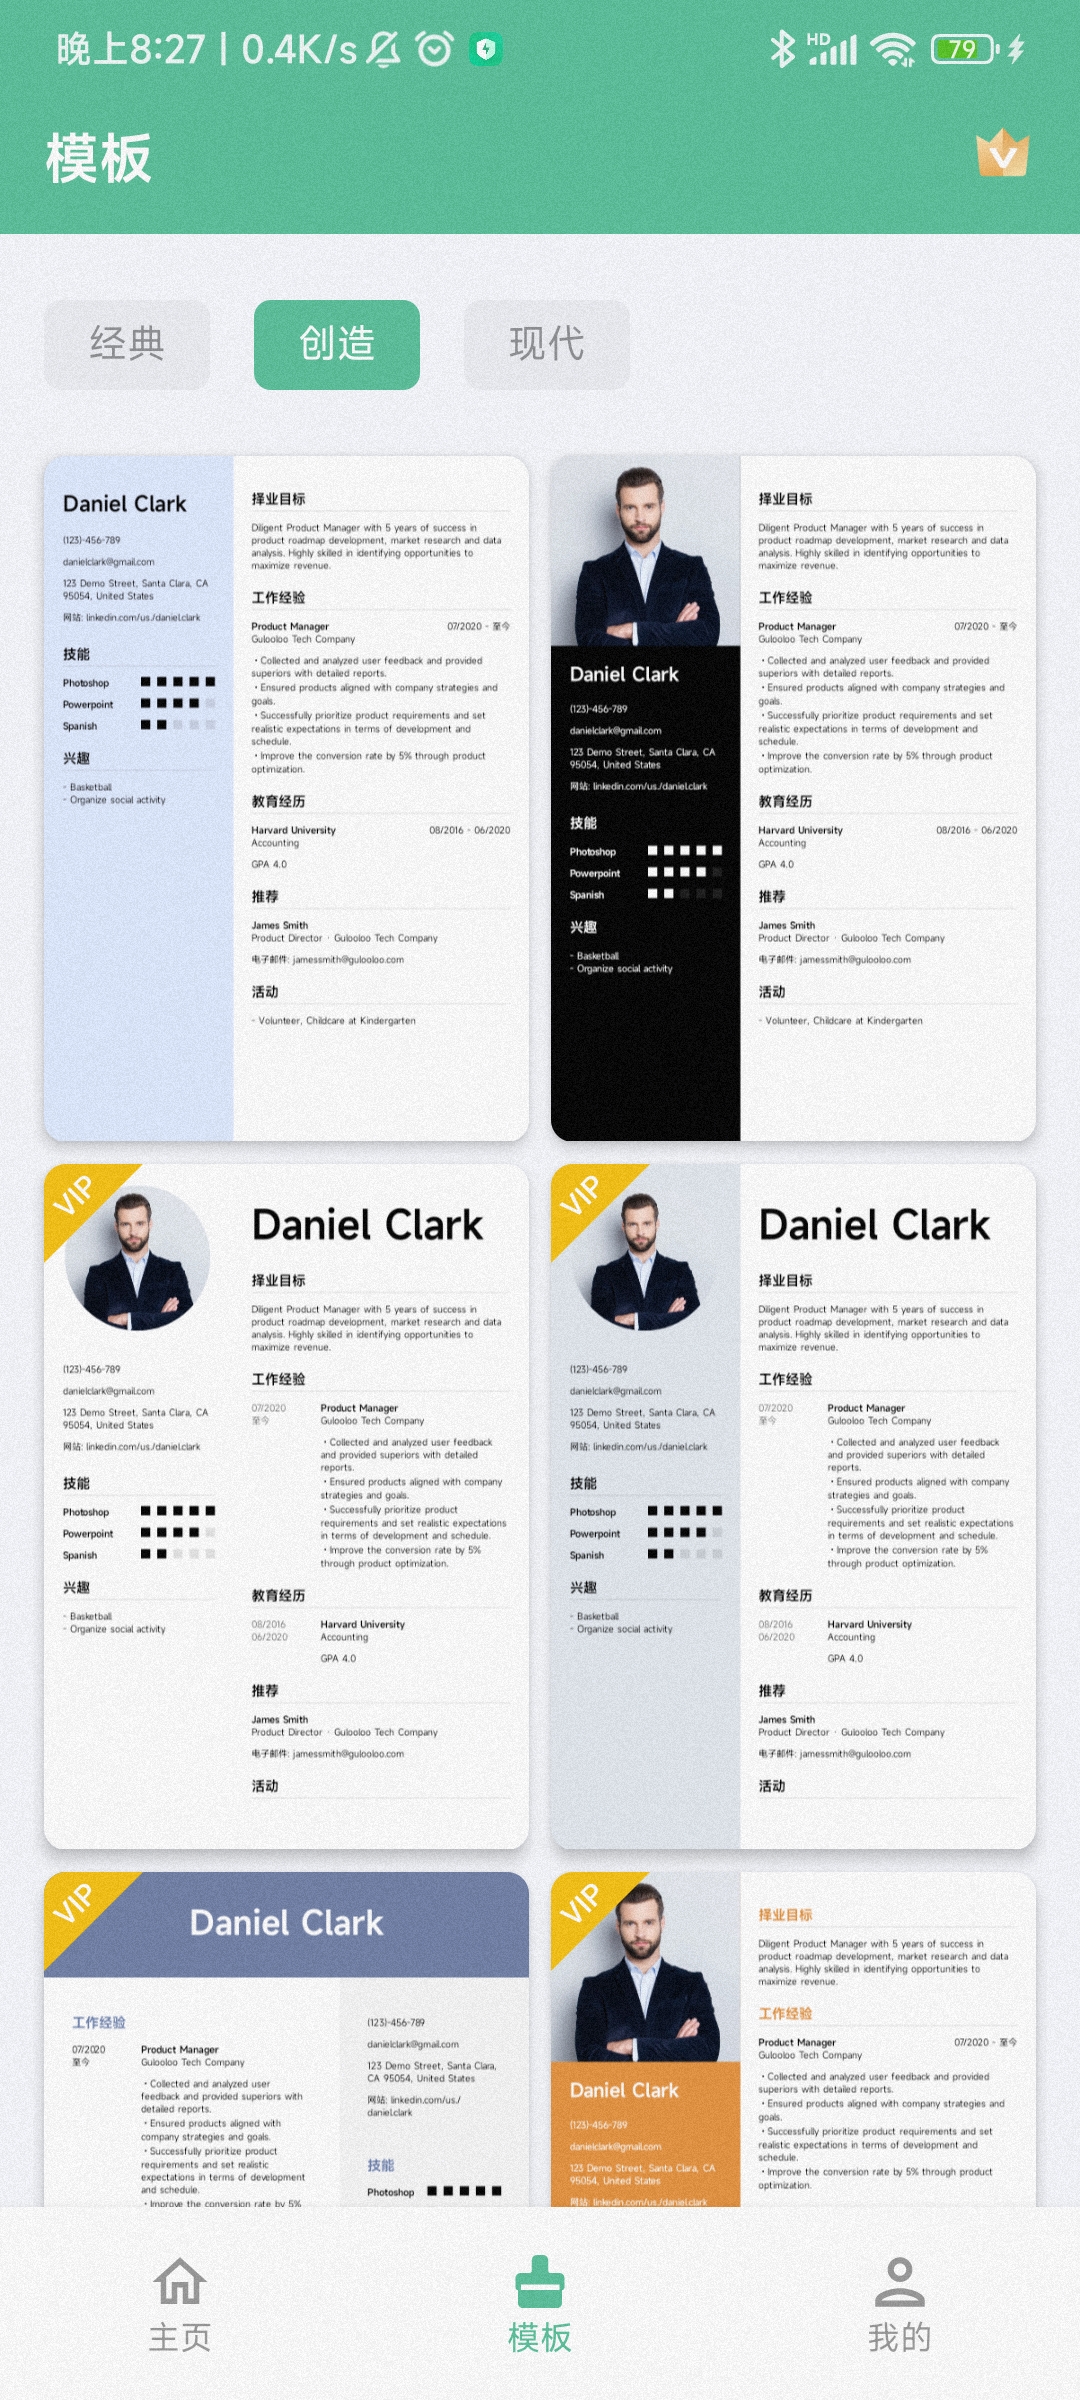 晚上8:27 | 0.4K/s
HD
79
模板
经典
创造
现代
Daniel Clark
(123)-456-789
danielclark@gmail.com
123 Demo Street, Santa Clara, CA
95054, United States
网站: linkedin.com/us./daniel.clark
技能
Photoshop
Powerpoint
Spanish
兴趣
- Basketball
- Organize social activity
择业目标
Diligent Product Manager with 5 years of success in
product roadmap development, market research and data
analysis. Highly skilled in identifying opportunities to
maximize revenue.
工作经验
Product Manager 07/2020 - 至今
Gulooloo Tech Company
・Collected and analyzed user feedback and provided
superiors with detailed reports.
・Ensured products aligned with company strategies and
goals.
・Successfully prioritize product requirements and set
realistic expectations in terms of development and
schedule.
・Improve the conversion rate by 5% through product
optimization.
教育经历
Harvard University 08/2016 - 06/2020
Accounting
GPA 4.0
推荐
James Smith
Product Director · Gulooloo Tech Company
电子邮件: jamessmith@gulooloo.com
活动
- Volunteer, Childcare at Kindergarten
Daniel Clark
(123)-456-789
danielclark@gmail.com
123 Demo Street, Santa Clara, CA
95054, United States
网站: linkedin.com/us./daniel.clark
技能
Photoshop
Powerpoint
Spanish
兴趣
- Basketball
- Organize social activity
择业目标
Diligent Product Manager with 5 years of success in
product roadmap development, market research and data
analysis. Highly skilled in identifying opportunities to
maximize revenue.
工作经验
Product Manager 07/2020 - 至今
Gulooloo Tech Company
・Collected and analyzed user feedback and provided
superiors with detailed reports.
・Ensured products aligned with company strategies and
goals.
・Successfully prioritize product requirements and set
realistic expectations in terms of development and
schedule.
・Improve the conversion rate by 5% through product
optimization.
教育经历
Harvard University 08/2016 - 06/2020
Accounting
GPA 4.0
推荐
James Smith
Product Director · Gulooloo Tech Company
电子邮件: jamessmith@gulooloo.com
活动
- Volunteer, Childcare at Kindergarten
VIP
(123)-456-789
danielclark@gmail.com
123 Demo Street, Santa Clara, CA
95054, United States
网站: linkedin.com/us./daniel.clark
技能
Photoshop
Powerpoint
Spanish
兴趣
- Basketball
- Organize social activity
Daniel Clark
择业目标
Diligent Product Manager with 5 years of success in
product roadmap development, market research and data
analysis. Highly skilled in identifying opportunities to
maximize revenue.
工作经验
07/2020 Product Manager
至今 Gulooloo Tech Company
・Collected and analyzed user feedback
and provided superiors with detailed
reports.
・Ensured products aligned with company
strategies and goals.
・Successfully prioritize product
requirements and set realistic expectations
in terms of development and schedule.
・Improve the conversion rate by 5%
through product optimization.
教育经历
08/2016 Harvard University
06/2020 Accounting
GPA 4.0
推荐
James Smith
Product Director · Gulooloo Tech Company
电子邮件: jamessmith@gulooloo.com
活动
VIP
(123)-456-789
danielclark@gmail.com
123 Demo Street, Santa Clara, CA
95054, United States
网站: linkedin.com/us./daniel.clark
技能
Photoshop
Powerpoint
Spanish
兴趣
- Basketball
- Organize social activity
Daniel Clark
择业目标
Diligent Product Manager with 5 years of success in
product roadmap development, market research and data
analysis. Highly skilled in identifying opportunities to
maximize revenue.
工作经验
07/2020 Product Manager
至今 Gulooloo Tech Company
・Collected and analyzed user feedback
and provided superiors with detailed
reports.
・Ensured products aligned with company
strategies and goals.
・Successfully prioritize product
requirements and set realistic expectations
in terms of development and schedule.
・Improve the conversion rate by 5%
through product optimization.
教育经历
08/2016 Harvard University
06/2020 Accounting
GPA 4.0
推荐
James Smith
Product Director · Gulooloo Tech Company
电子邮件: jamessmith@gulooloo.com
活动
VIP
Daniel Clark
工作经验
07/2020 Product Manager
至今 Gulooloo Tech Company
・Collected and analyzed user
feedback and provided superiors with
detailed reports.
・Ensured products aligned with
company strategies and goals.
・Successfully prioritize product
requirements and set realistic
expectations in terms of development
and schedule.
・Improve the conversion rate by 5%
(123)-456-789
danielclark@gmail.com
123 Demo Street, Santa Clara,
CA 95054, United States
网站: linkedin.com/us./
daniel.clark
技能
Photoshop
VIP
Daniel Clark
(123)-456-789
danielclark@gmail.com
123 Demo Street, Santa Clara, CA
95054, United States
网站: linkedin.com/us./daniel.clark
择业目标
Diligent Product Manager with 5 years of success in
product roadmap development, market research and data
analysis. Highly skilled in identifying opportunities to
maximize revenue.
工作经验
Product Manager 07/2020 - 至今
Gulooloo Tech Company
・Collected and analyzed user feedback and provided
superiors with detailed reports.
・Ensured products aligned with company strategies and
goals.
・Successfully prioritize product requirements and set
realistic expectations in terms of development and
schedule.
・Improve the conversion rate by 5% through product
optimization.
主页
模板
我的